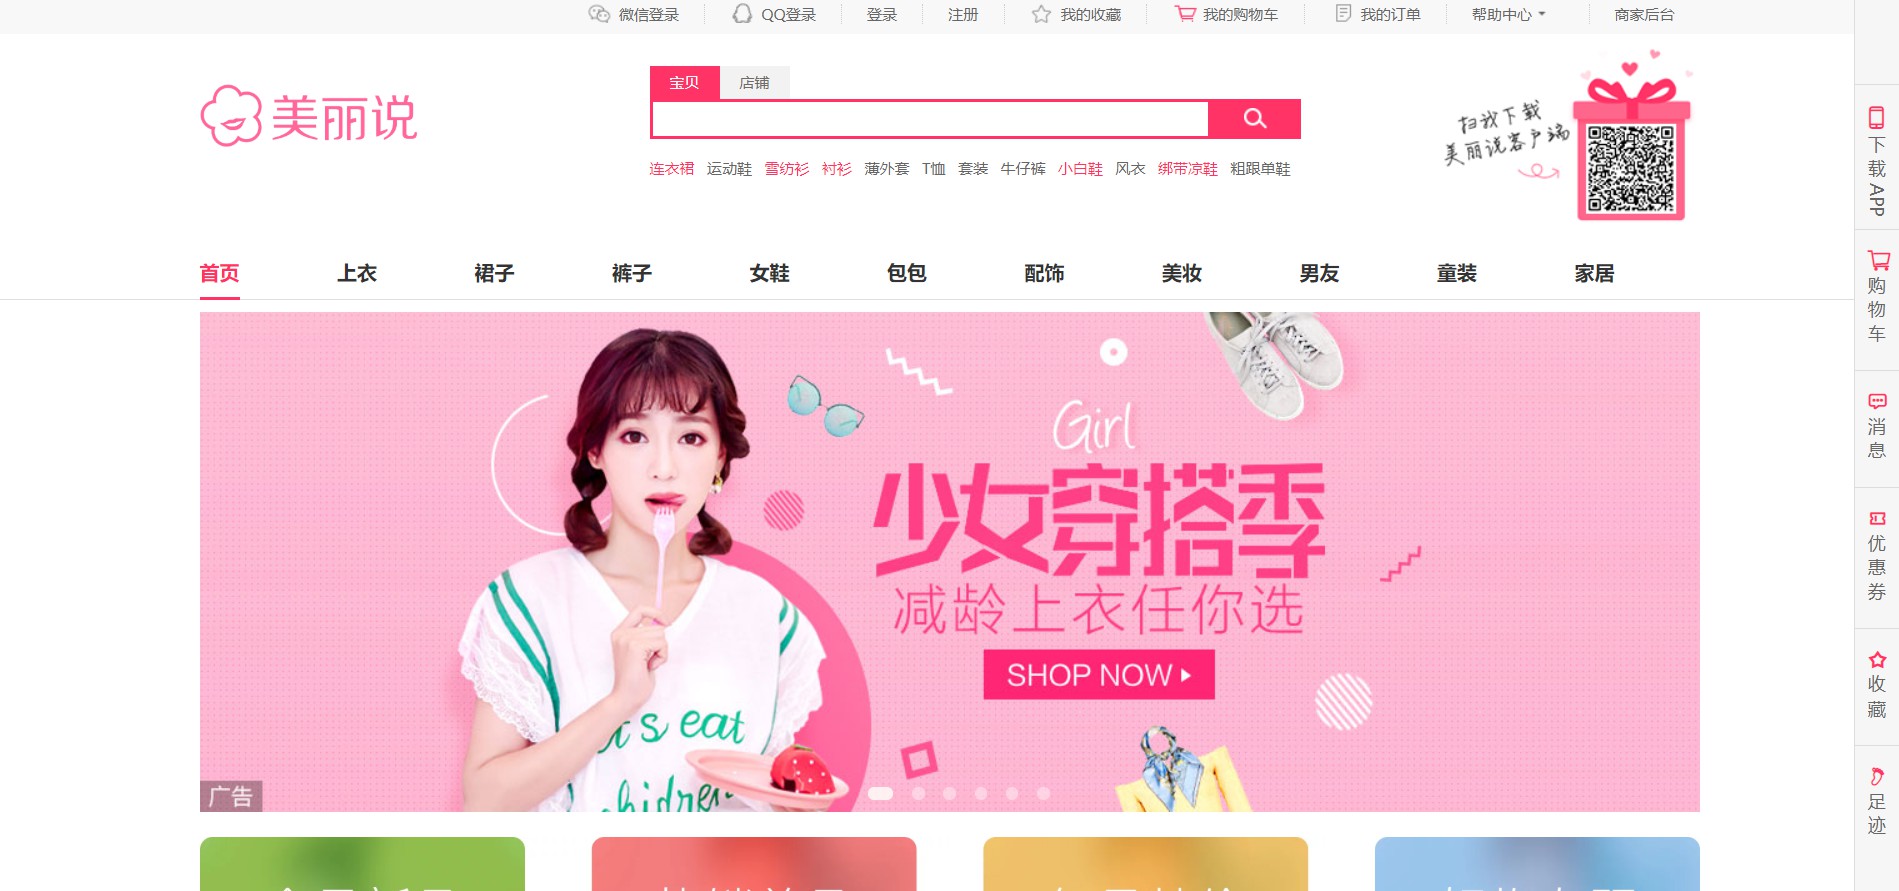 微信登录 QQ登录 登录 注册 我的收藏 我的购物车 我的订单 帮助中心 商家后台
美丽说
宝贝 店铺
连衣裙 运动鞋 雪纺衫 衬衫 薄外套 T恤 套装 牛仔裤 小白鞋 风衣 绑带凉鞋 粗跟单鞋
扫我下载
美丽说客户端
首页 上衣 裙子 裤子 女鞋 包包 配饰 美妆 男友 童装 家居
Girl
少女穿搭季
减龄上衣任你选
SHOP NOW
's eat
广告
下载APP
购物车
消息
优惠券
收藏
足迹